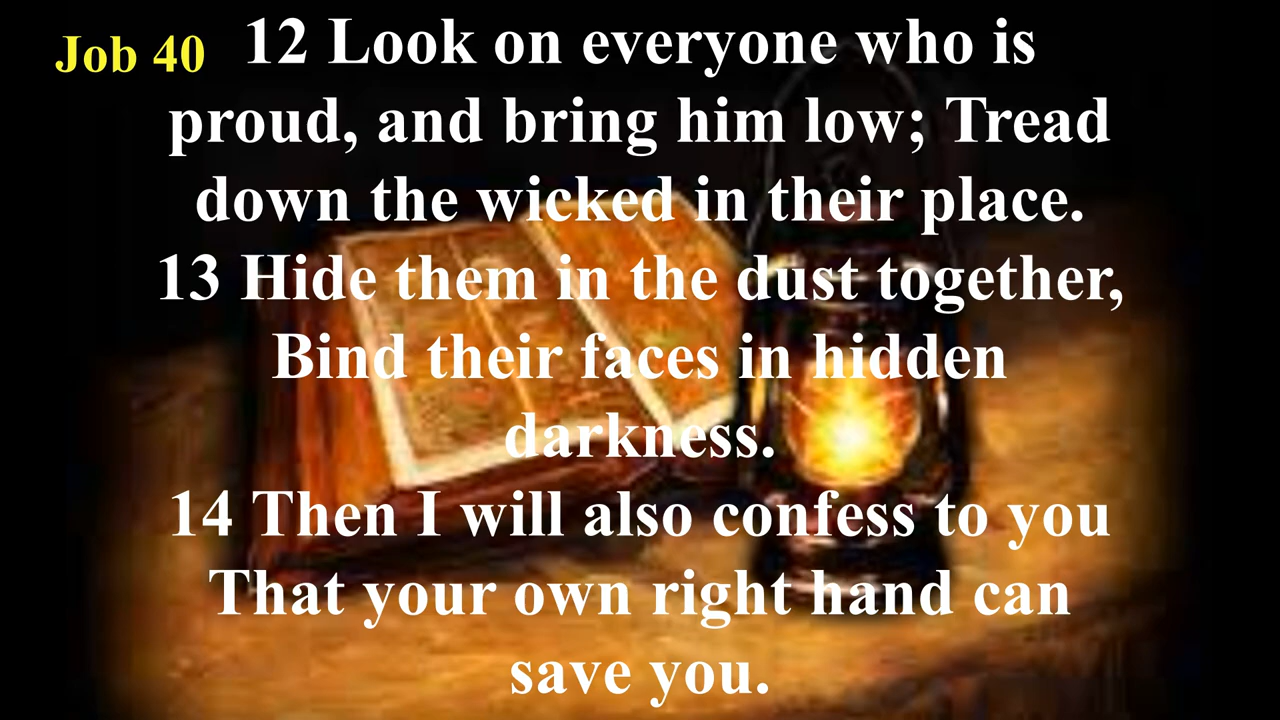 Job 40
12 Look on everyone who is
proud, and bring him low; Tread
down the wicked in their place.
13 Hide them in the dust together,
Bind their faces in hidden
darkness.
14 Then I will also confess to you
That your own right hand can
save you.